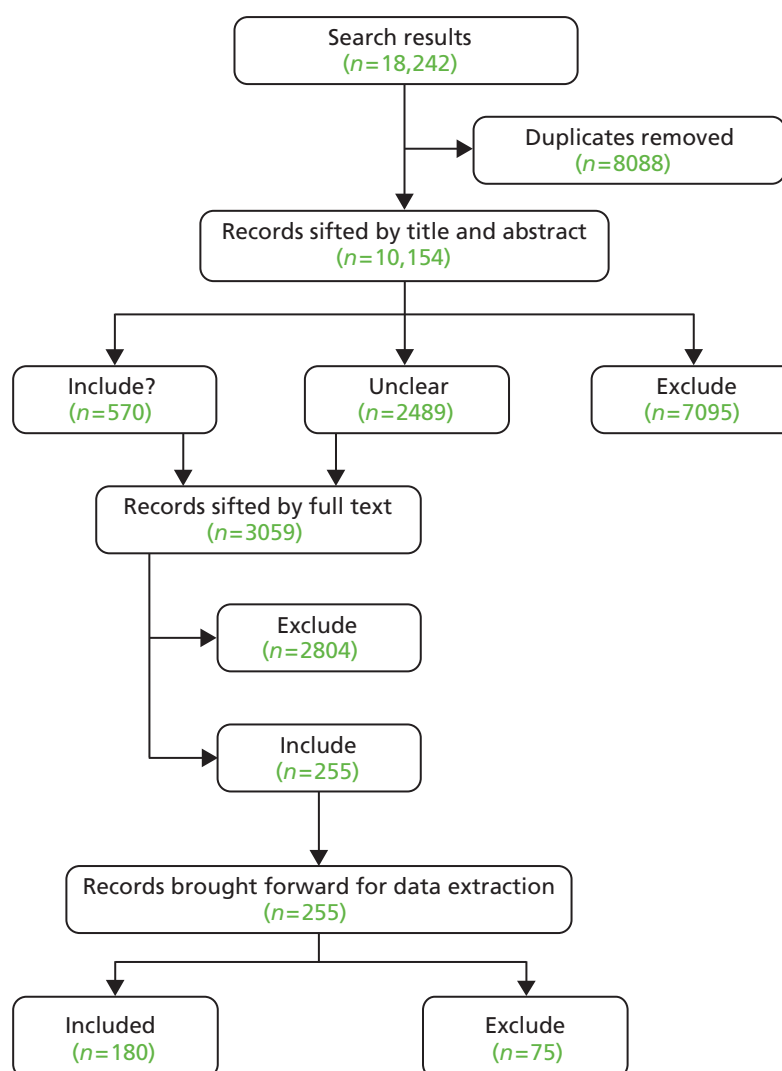 Search results
(n=18,242)
Duplicates removed
(n=8088)
Records sifted by title and abstract
(n=10,154)
Include?
(n=570)
Unclear
(n=2489)
Exclude
(n=7095)
Records sifted by full text
(n=3059)
Exclude
(n=2804)
Include
(n=255)
Records brought forward for data extraction
(n=255)
Included
(n=180)
Exclude
(n=75)